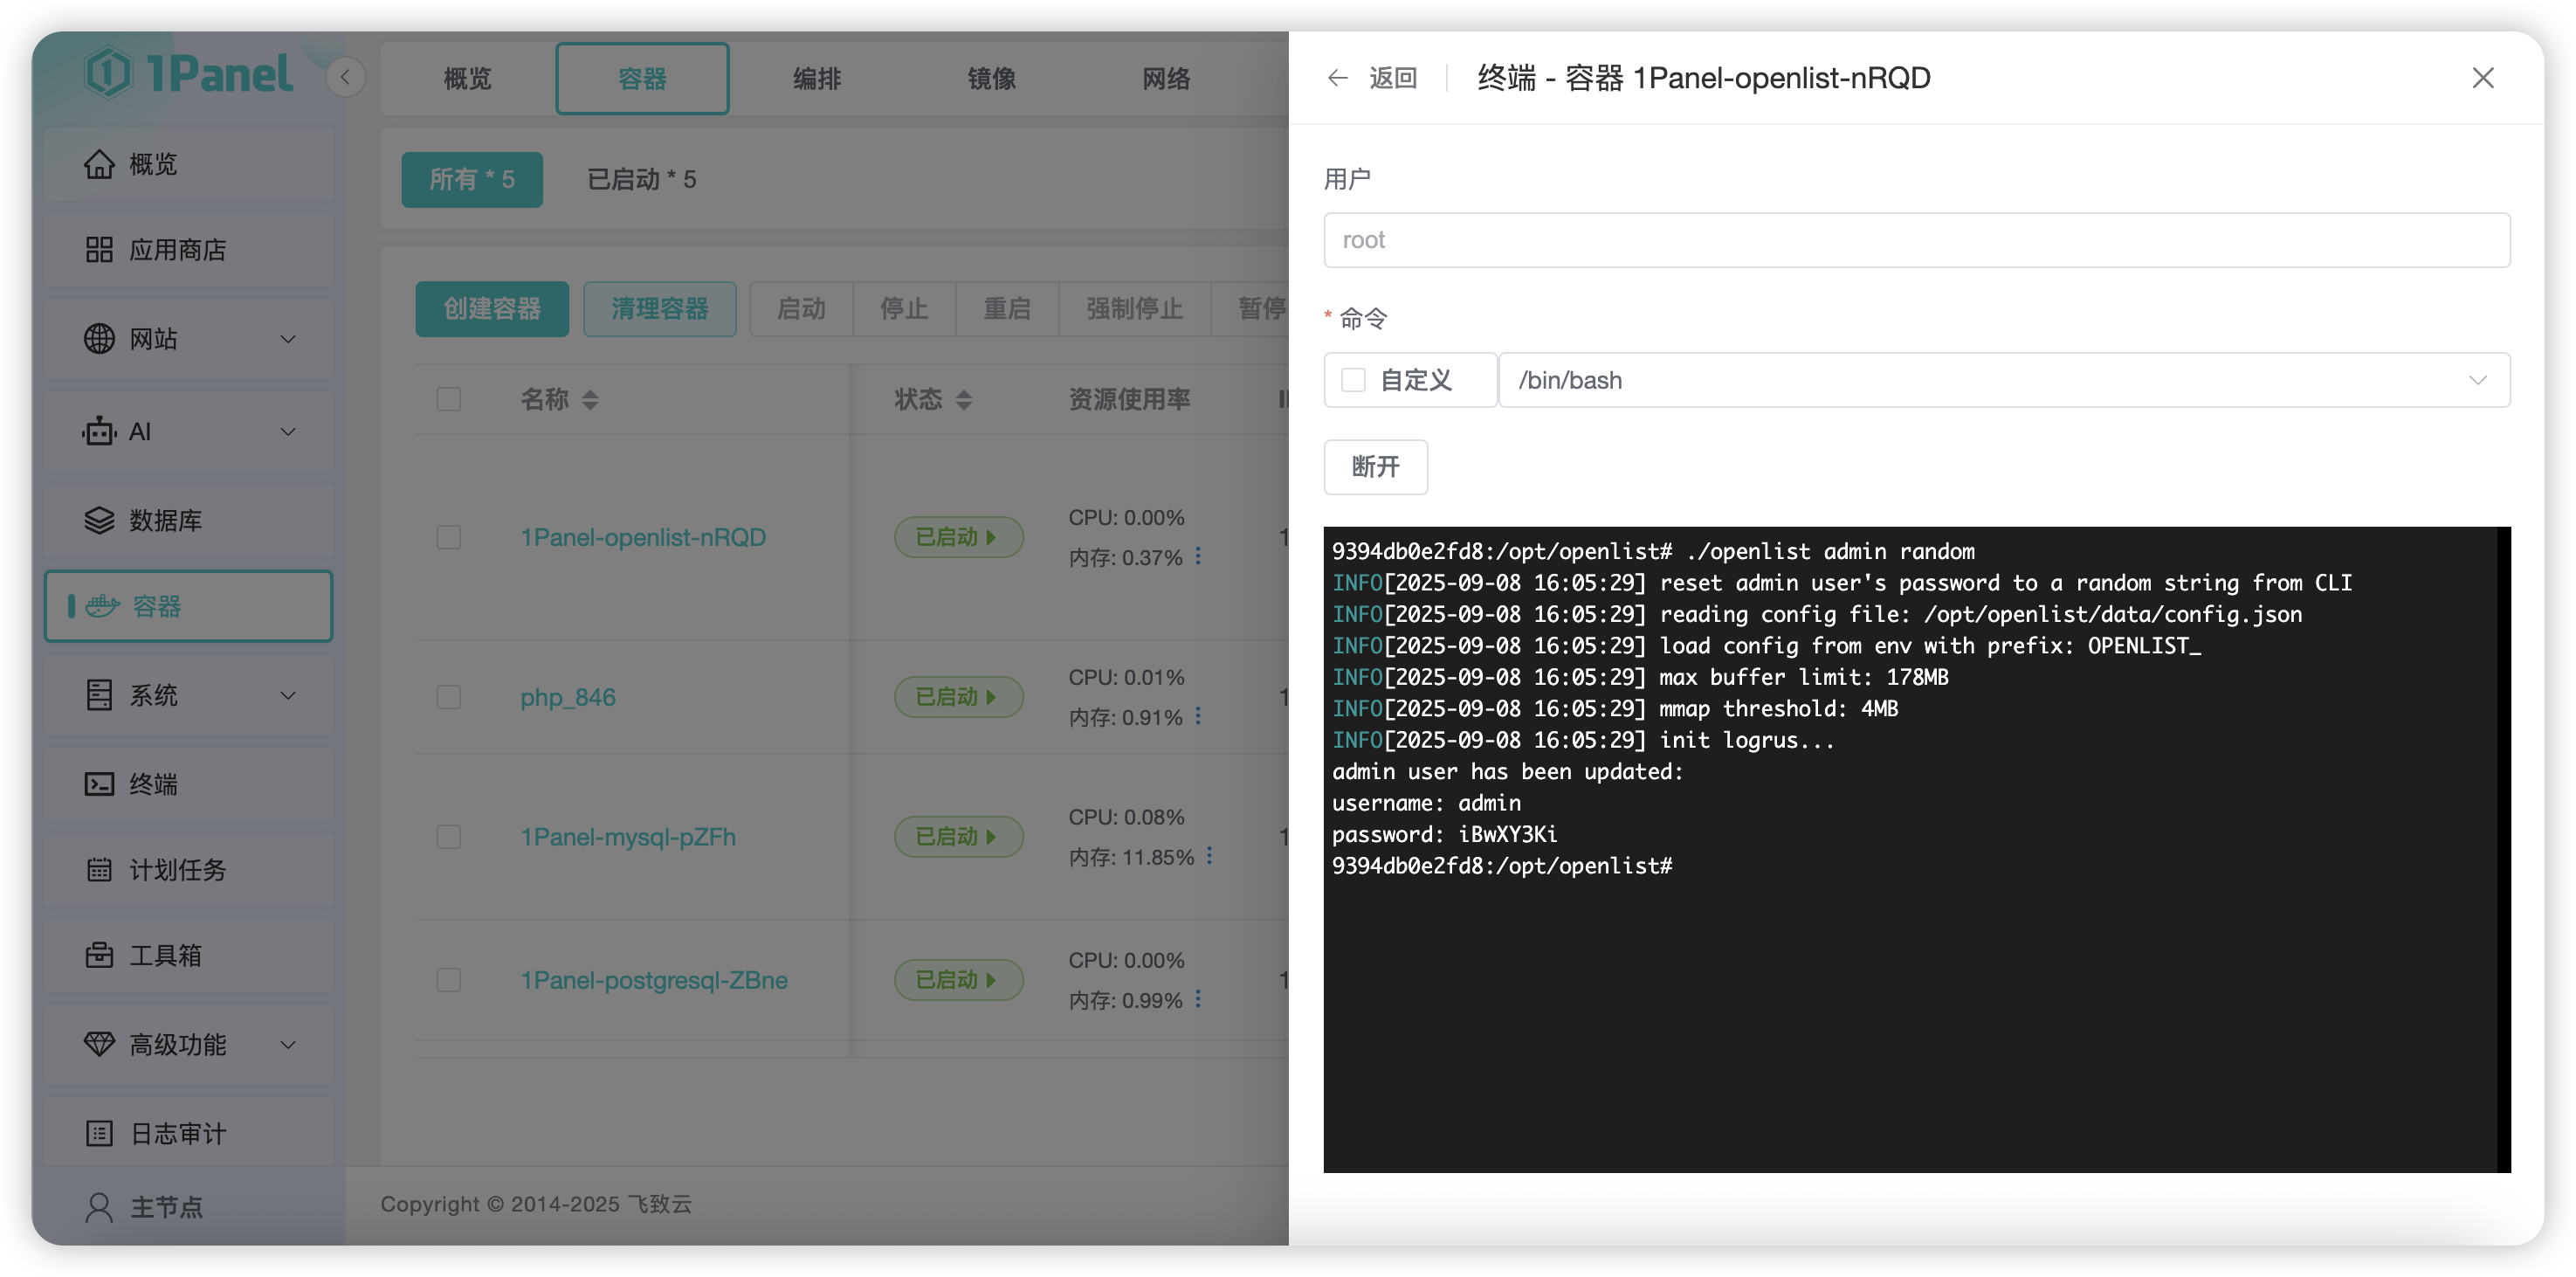 1Panel
概览
应用商店
网站
AI
数据库
容器
系统
终端
计划任务
工具箱
高级功能
日志审计
主节点
概览
容器
编排
镜像
网络
所有 * 5
已启动 * 5
创建容器
清理容器
启动
停止
重启
强制停止
暂停
名称
状态
资源使用率
1Panel-openlist-nRQD
已启动
CPU: 0.00%
内存: 0.37%
php_846
已启动
CPU: 0.01%
内存: 0.91%
1Panel-mysql-pZFh
已启动
CPU: 0.08%
内存: 11.85%
1Panel-postgresql-ZBne
已启动
CPU: 0.00%
内存: 0.99%
Copyright © 2014-2025 飞致云
返回
终端 - 容器 1Panel-openlist-nRQD
用户
root
* 命令
自定义
/bin/bash
断开
9394db0e2fd8:/opt/openlist# ./openlist admin random
INFO[2025-09-08 16:05:29] reset admin user's password to a random string from CLI
INFO[2025-09-08 16:05:29] reading config file: /opt/openlist/data/config.json
INFO[2025-09-08 16:05:29] load config from env with prefix: OPENLIST_
INFO[2025-09-08 16:05:29] max buffer limit: 178MB
INFO[2025-09-08 16:05:29] mmap threshold: 4MB
INFO[2025-09-08 16:05:29] init logrus...
admin user has been updated:
username: admin
password: iBwXY3Ki
9394db0e2fd8:/opt/openlist#